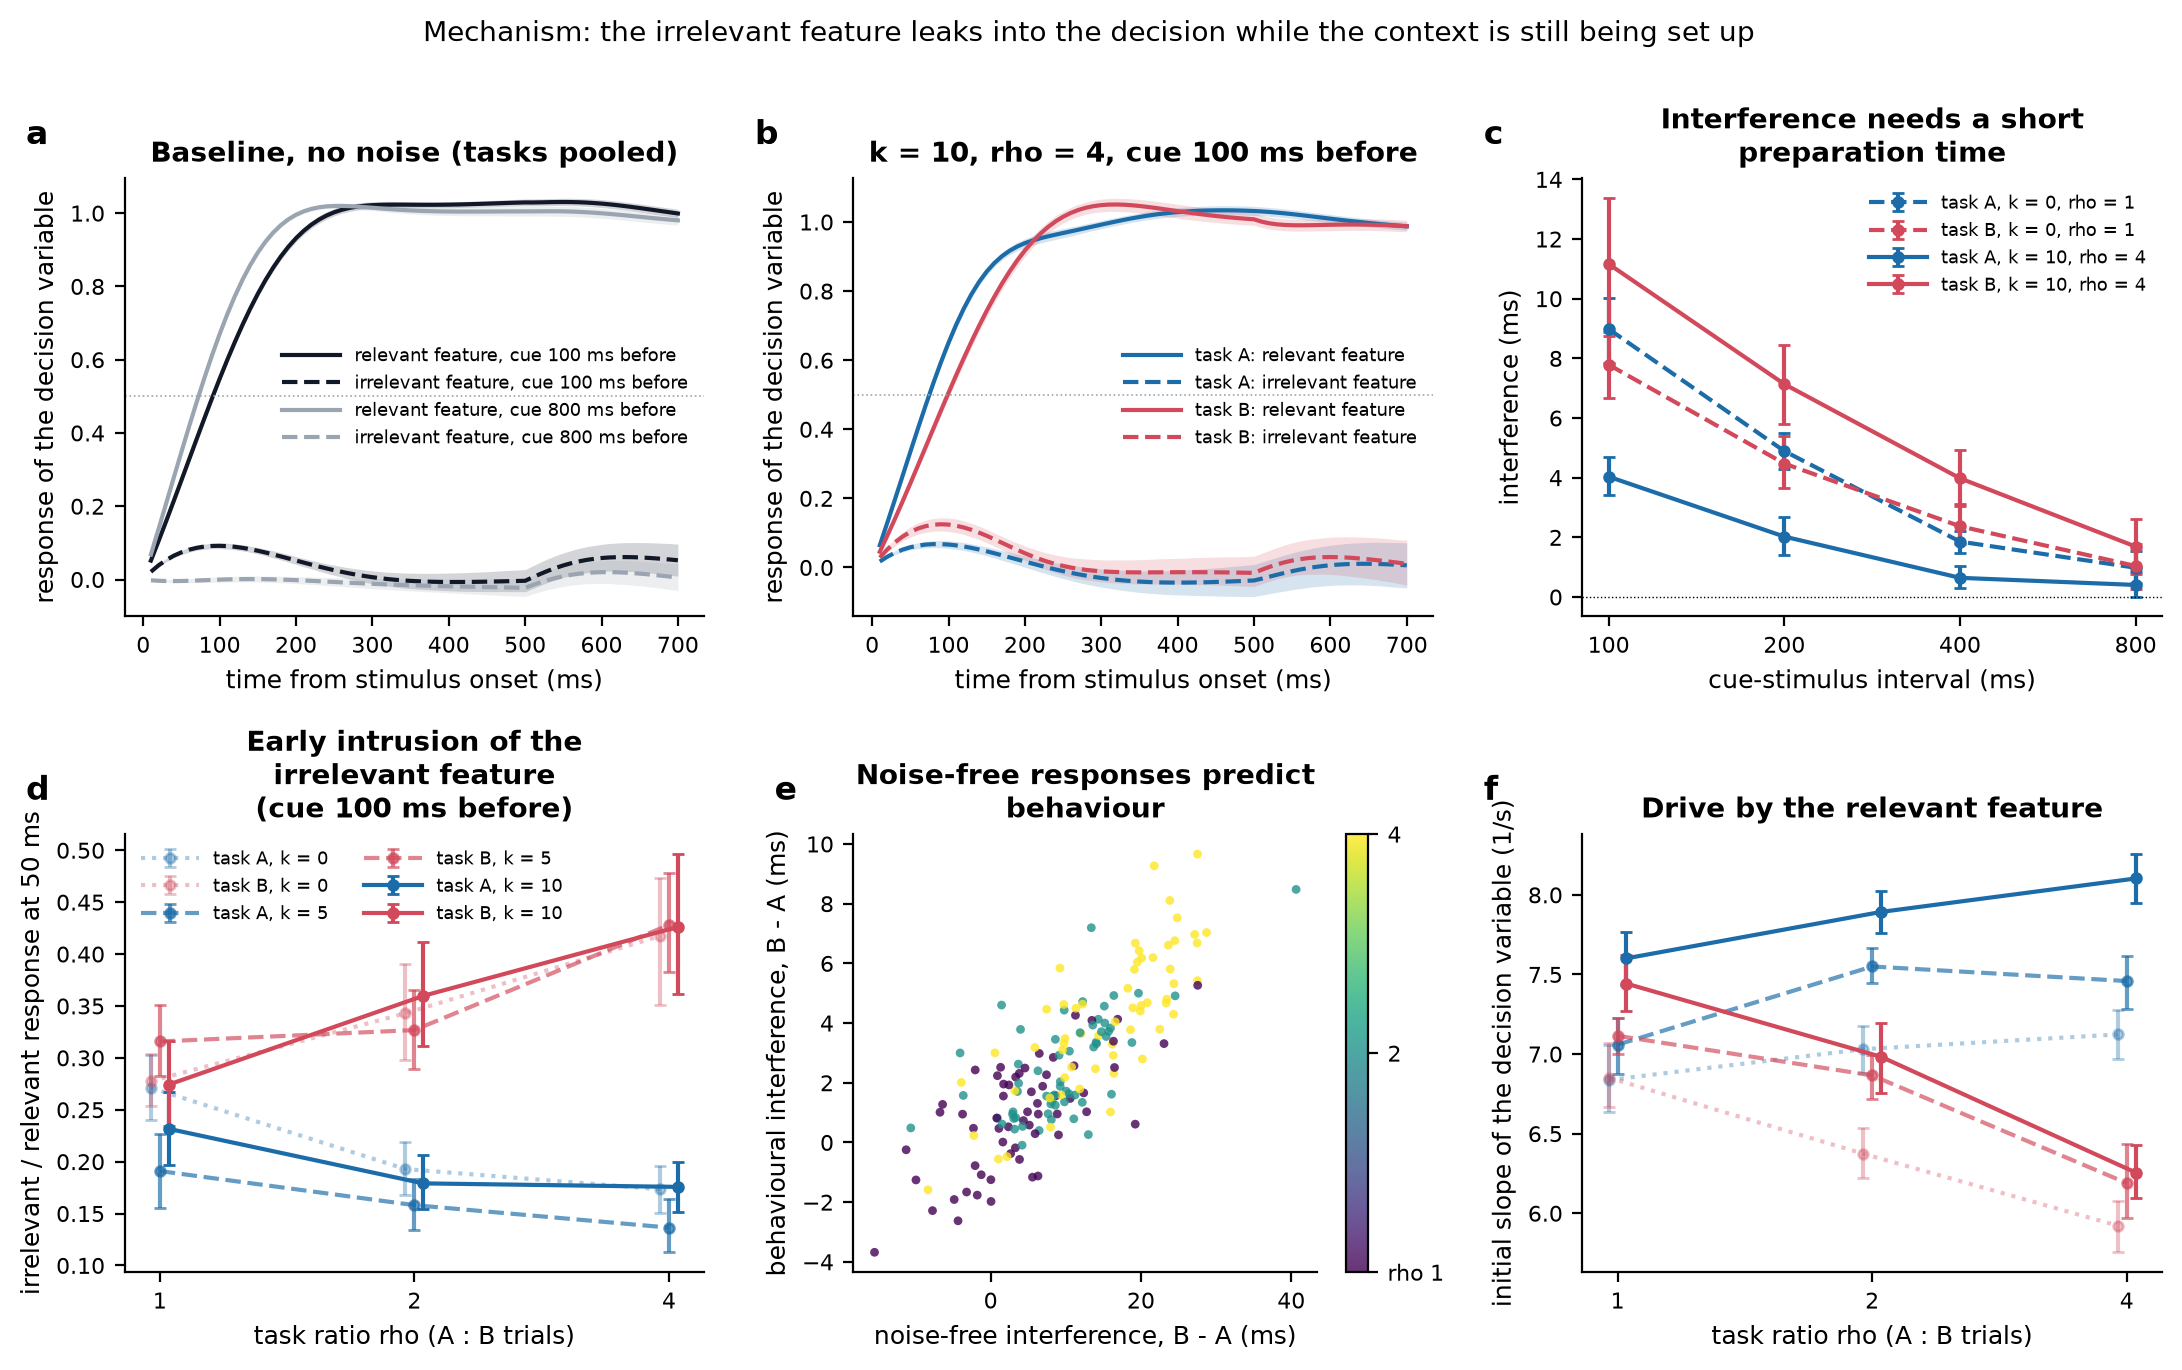 Mechanism: the irrelevant feature leaks into the decision while the context is still being set up
a
Baseline, no noise (tasks pooled)
response of the decision variable
1.0
0.8
0.6
0.4
0.2
0.0
relevant feature, cue 100 ms before
irrelevant feature, cue 100 ms before
relevant feature, cue 800 ms before
irrelevant feature, cue 800 ms before
0 100 200 300 400 500 600 700
time from stimulus onset (ms)
b
k = 10, rho = 4, cue 100 ms before
response of the decision variable
1.0
0.8
0.6
0.4
0.2
0.0
task A: relevant feature
task A: irrelevant feature
task B: relevant feature
task B: irrelevant feature
0 100 200 300 400 500 600 700
time from stimulus onset (ms)
c
Interference needs a short
preparation time
interference (ms)
14
12
10
8
6
4
2
0
task A, k = 0, rho = 1
task B, k = 0, rho = 1
task A, k = 10, rho = 4
task B, k = 10, rho = 4
100 200 400 800
cue-stimulus interval (ms)
d
Early intrusion of the
irrelevant feature
(cue 100 ms before)
irrelevant / relevant response at 50 ms
0.50
0.45
0.40
0.35
0.30
0.25
0.20
0.15
0.10
task A, k = 0
task B, k = 0
task A, k = 5
task B, k = 5
task A, k = 10
task B, k = 10
1 2 4
task ratio rho (A : B trials)
e
Noise-free responses predict
behaviour
behavioural interference, B - A (ms)
10
8
6
4
2
0
−2
−4
0 20 40
noise-free interference, B - A (ms)
4
2
rho 1
f
Drive by the relevant feature
initial slope of the decision variable (1/s)
8.0
7.5
7.0
6.5
6.0
1 2 4
task ratio rho (A : B trials)